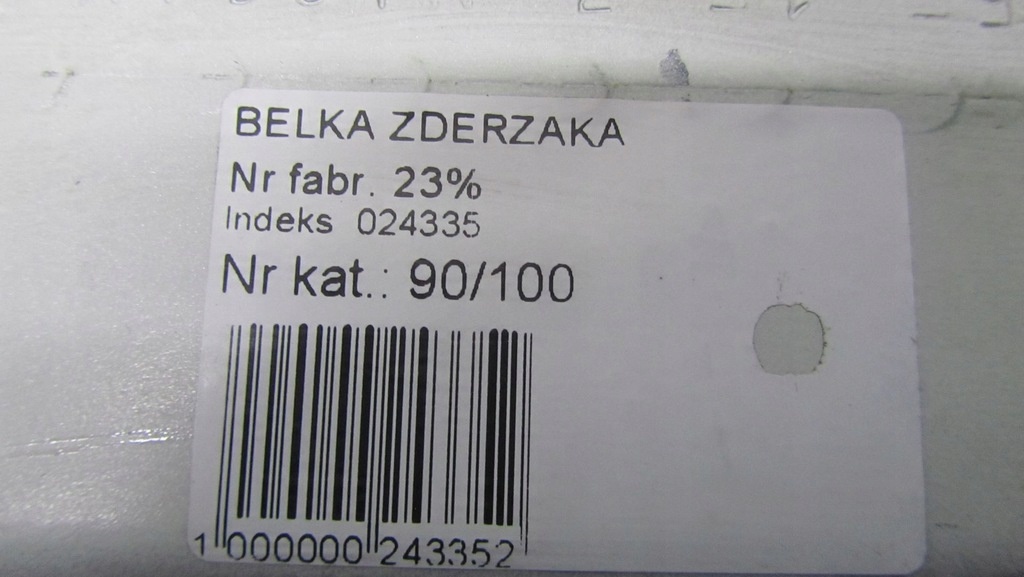 BELKA ZDERZAKA
Nr fabr. 23%
Indeks 024335
Nr kat.: 90/100
1 000000 243352